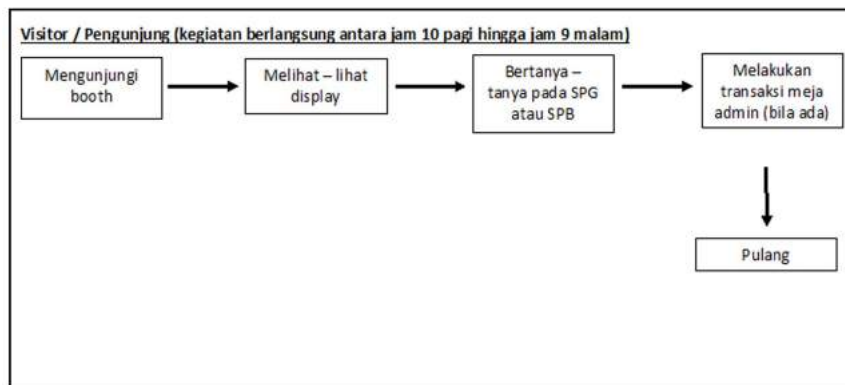 Visitor / Pengunjung (kegiatan berlangsung antara jam 10 pagi hingga jam 9 malam)
Mengunjungi
booth
Melihat – lihat
display
Bertanya –
tanya pada SPG
atau SPB
Melakukan
transaksi meja
admin (bila ada)
Pulang